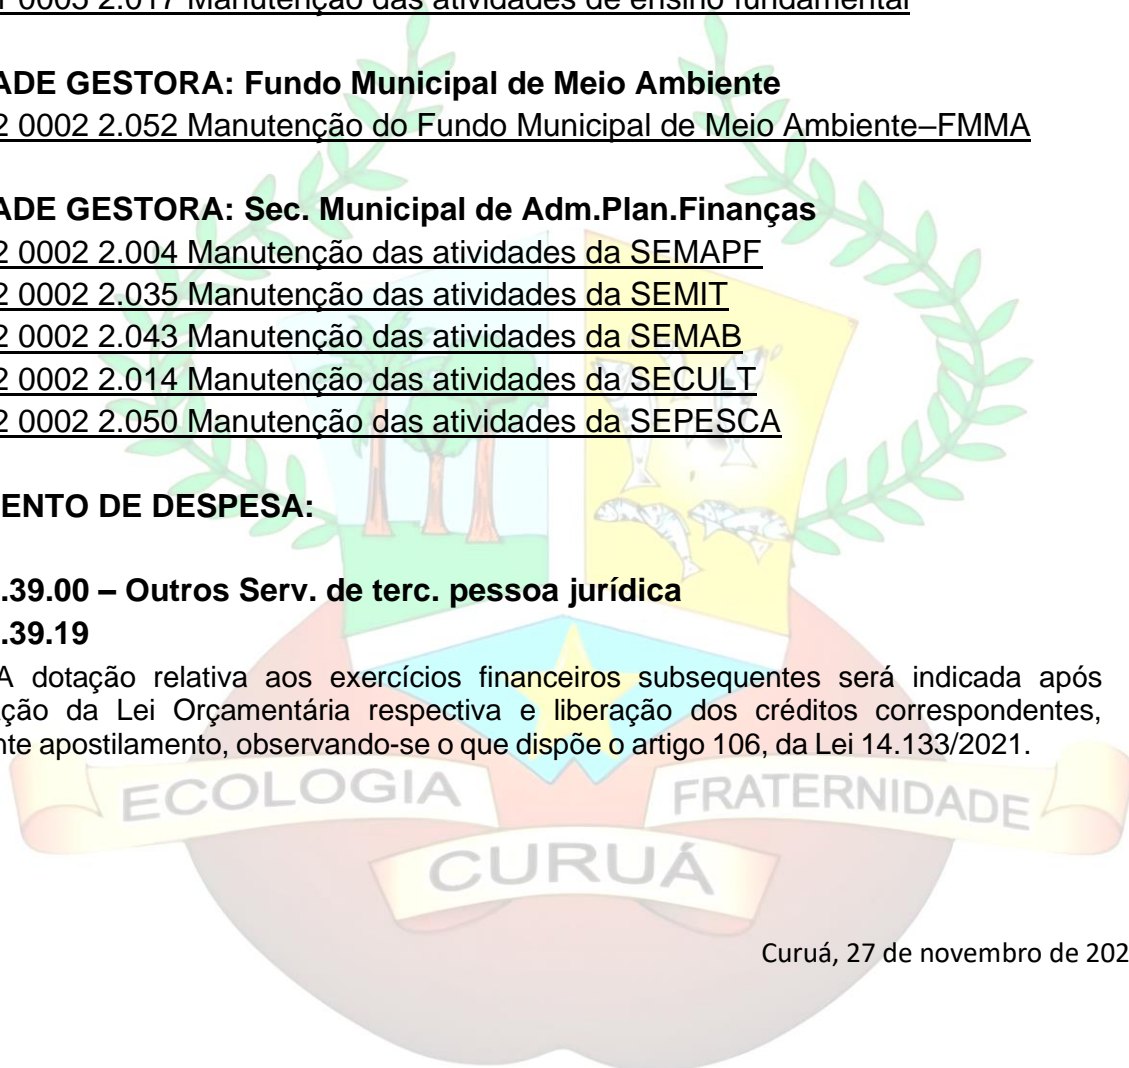 0005 2.017 Manutenção das atividades de ensino fundamental
ADE GESTORA: Fundo Municipal de Meio Ambiente
2 0002 2.052 Manutenção do Fundo Municipal de Meio Ambiente–FMMA
ADE GESTORA: Sec. Municipal de Adm.Plan.Finanças
2 0002 2.004 Manutenção das atividades da SEMAPF
2 0002 2.035 Manutenção das atividades da SEMIT
2 0002 2.043 Manutenção das atividades da SEMAB
2 0002 2.014 Manutenção das atividades da SECULT
2 0002 2.050 Manutenção das atividades da SEPESCA
ENTO DE DESPESA:
.39.00 – Outros Serv. de terc. pessoa jurídica
.39.19
A dotação relativa aos exercícios financeiros subsequentes será indicada após
ção da Lei Orçamentária respectiva e liberação dos créditos correspondentes,
nte apostilamento, observando-se o que dispõe o artigo 106, da Lei 14.133/2021.
ECOLOGIA FRATERNIDADE
CURUÁ
Curuá, 27 de novembro de 202